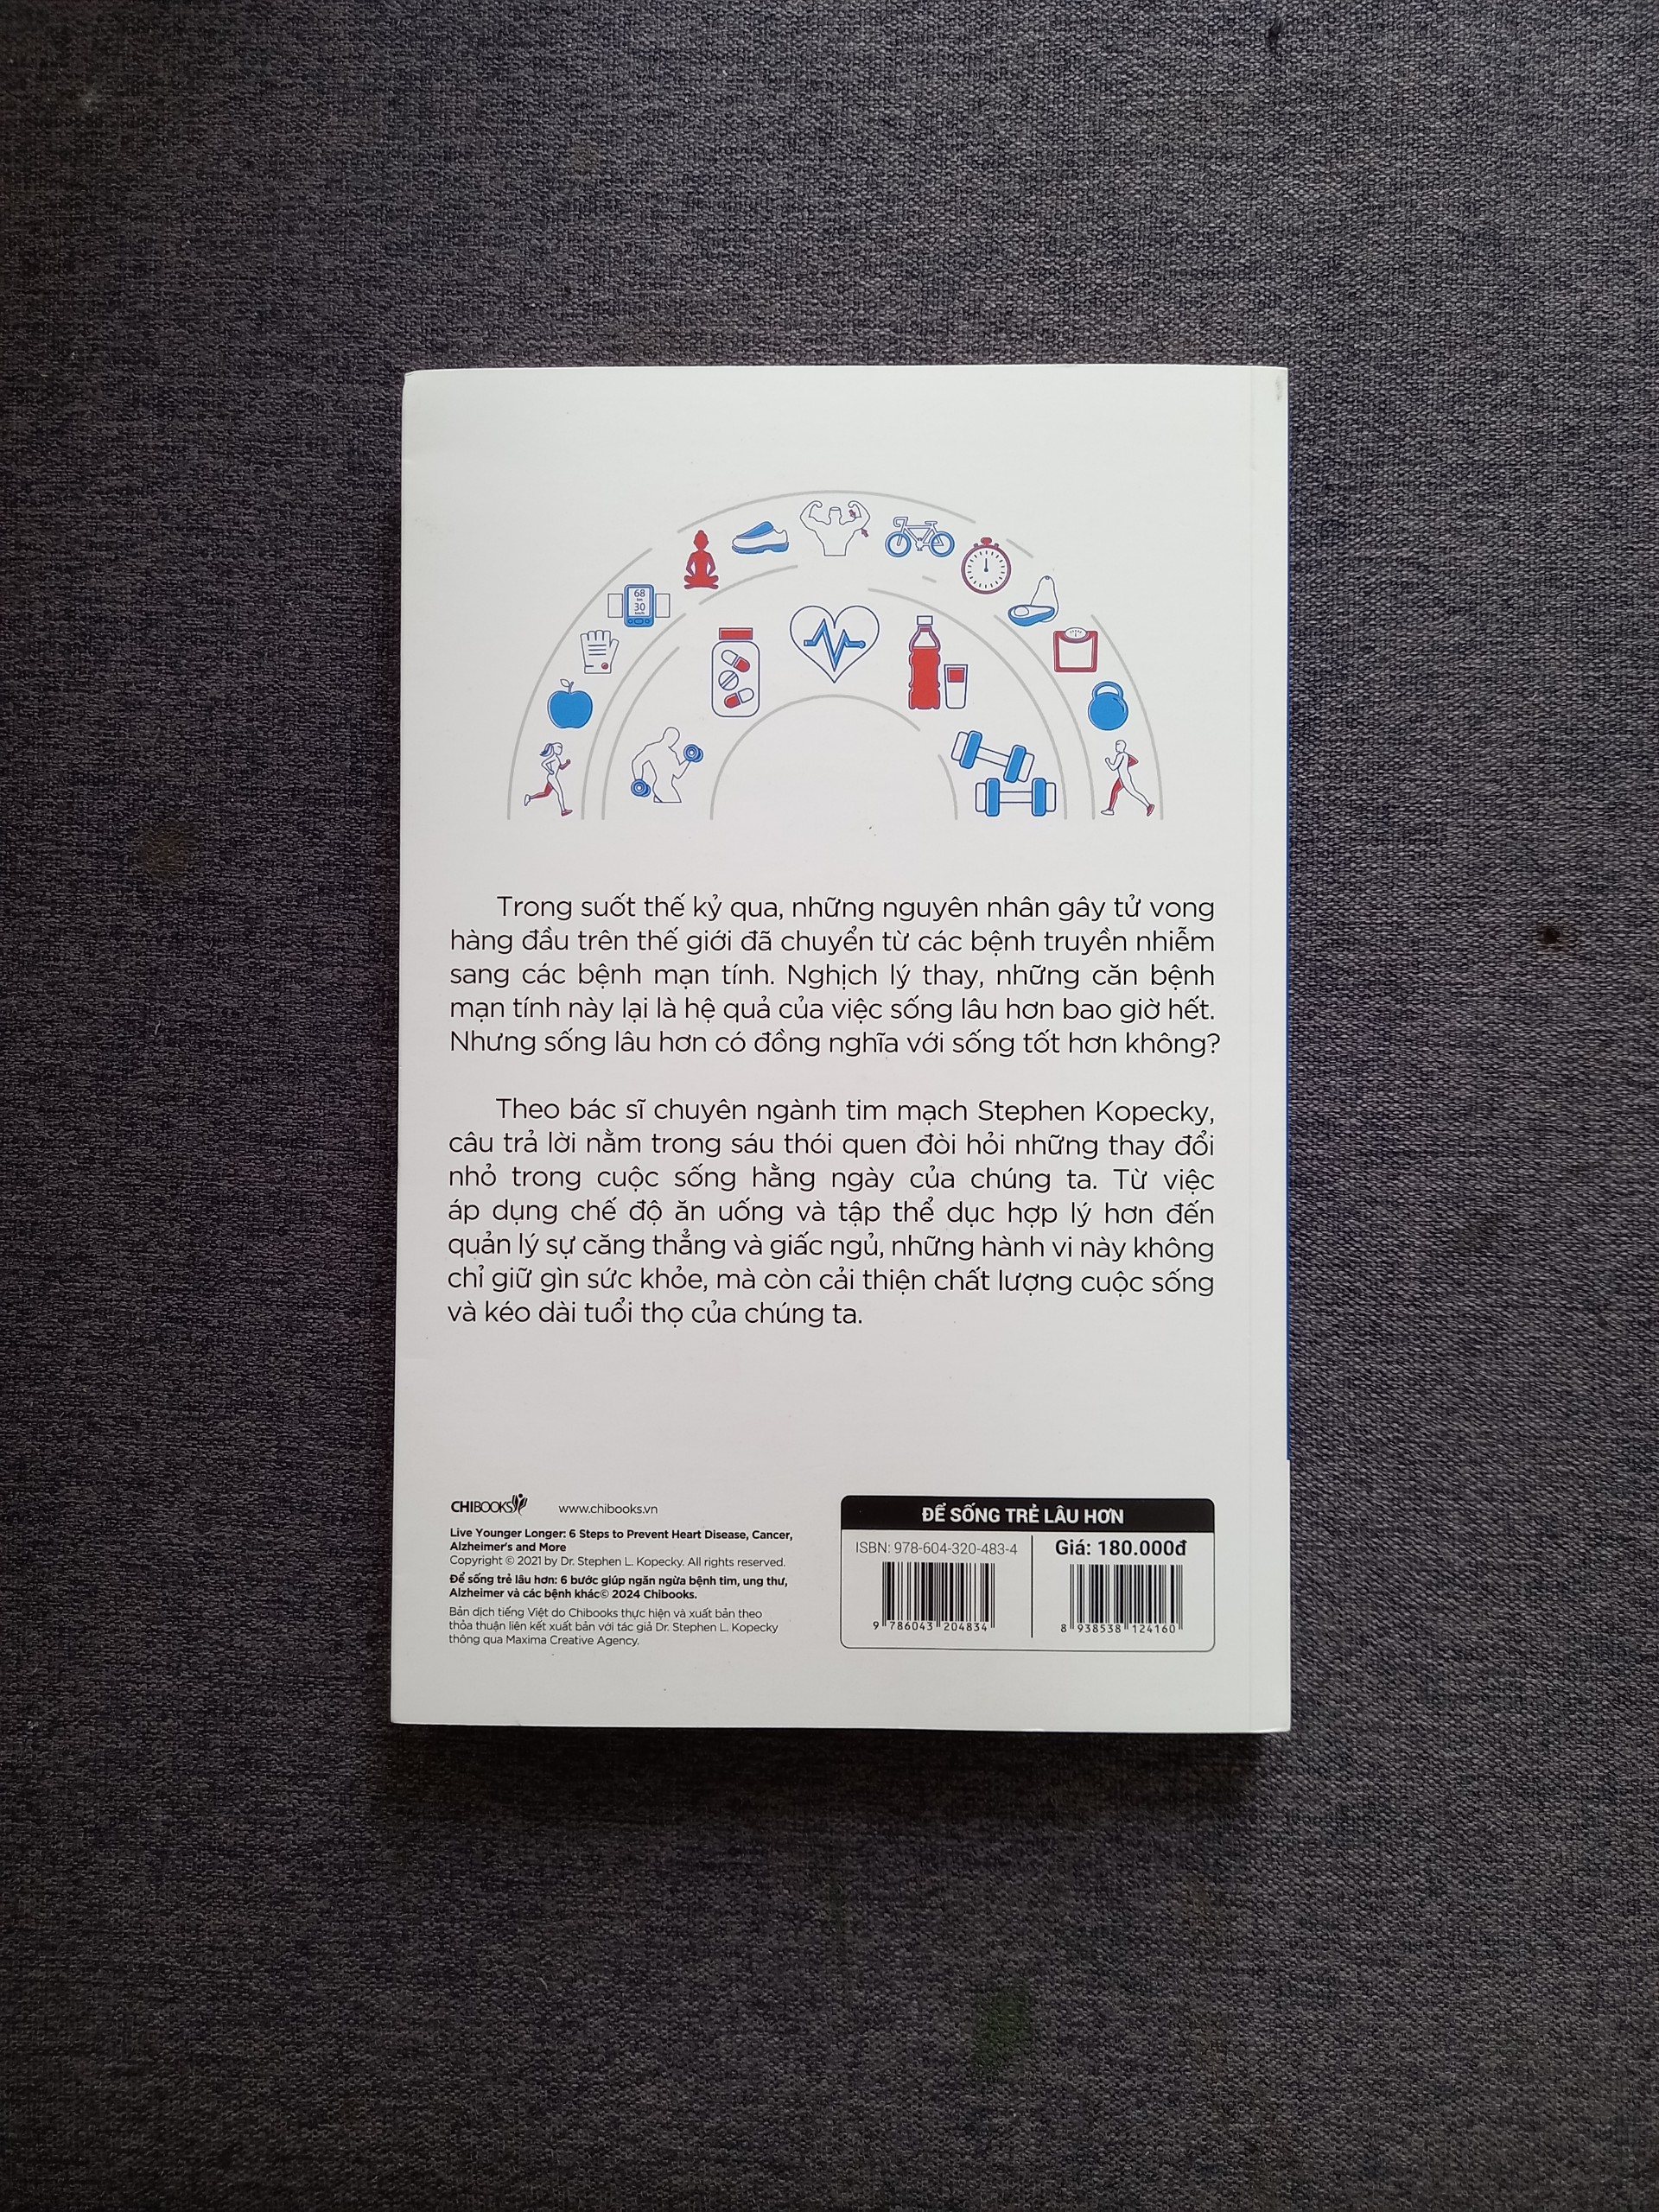 68
km
30
km/h
Trong suốt thế kỷ qua, những nguyên nhân gây tử vong
hàng đầu trên thế giới đã chuyển từ các bệnh truyền nhiễm
sang các bệnh mạn tính. Nghịch lý thay, những căn bệnh
mạn tính này lại là hệ quả của việc sống lâu hơn bao giờ hết.
Nhưng sống lâu hơn có đồng nghĩa với sống tốt hơn không?
Theo bác sĩ chuyên ngành tim mạch Stephen Kopecky,
câu trả lời nằm trong sáu thói quen đòi hỏi những thay đổi
nhỏ trong cuộc sống hằng ngày của chúng ta. Từ việc
áp dụng chế độ ăn uống và tập thể dục hợp lý hơn đến
quản lý sự căng thẳng và giấc ngủ, những hành vi này không
chỉ giữ gìn sức khỏe, mà còn cải thiện chất lượng cuộc sống
và kéo dài tuổi thọ của chúng ta.
CHIBOOKS www.chibooks.vn
Live Younger Longer: 6 Steps to Prevent Heart Disease, Cancer,
Alzheimer's and More
Copyright © 2021 by Dr. Stephen L. Kopecky. All rights reserved.
Để sống trẻ lâu hơn: 6 bước giúp ngăn ngừa bệnh tim, ung thư,
Alzheimer và các bệnh khác© 2024 Chibooks.
Bản dịch tiếng Việt do Chibooks thực hiện và xuất bản theo
thỏa thuận liên kết xuất bản với tác giả Dr. Stephen L. Kopecky
thông qua Maxima Creative Agency.
ĐỂ SỐNG TRẺ LÂU HƠN
ISBN: 978-604-320-483-4
9 786043 204834
Giá: 180.000đ
8 938538 124160